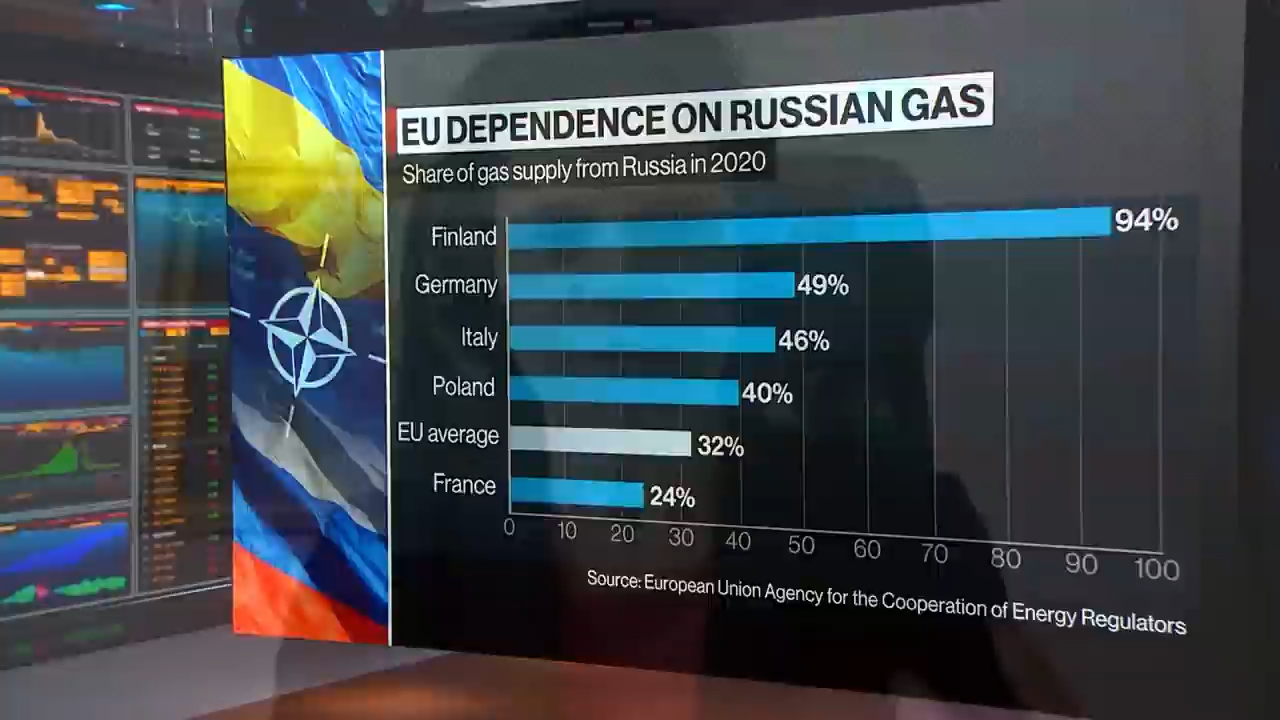 EU DEPENDENCE ON RUSSIAN GAS
Share of gas supply from Russia in 2020
Finland 94%
Germany 49%
Italy 46%
Poland 40%
EU average 32%
France 24%
0 10 20 30 40 50 60 70 80 90 100
Source: European Union Agency for the Cooperation of Energy Regulators